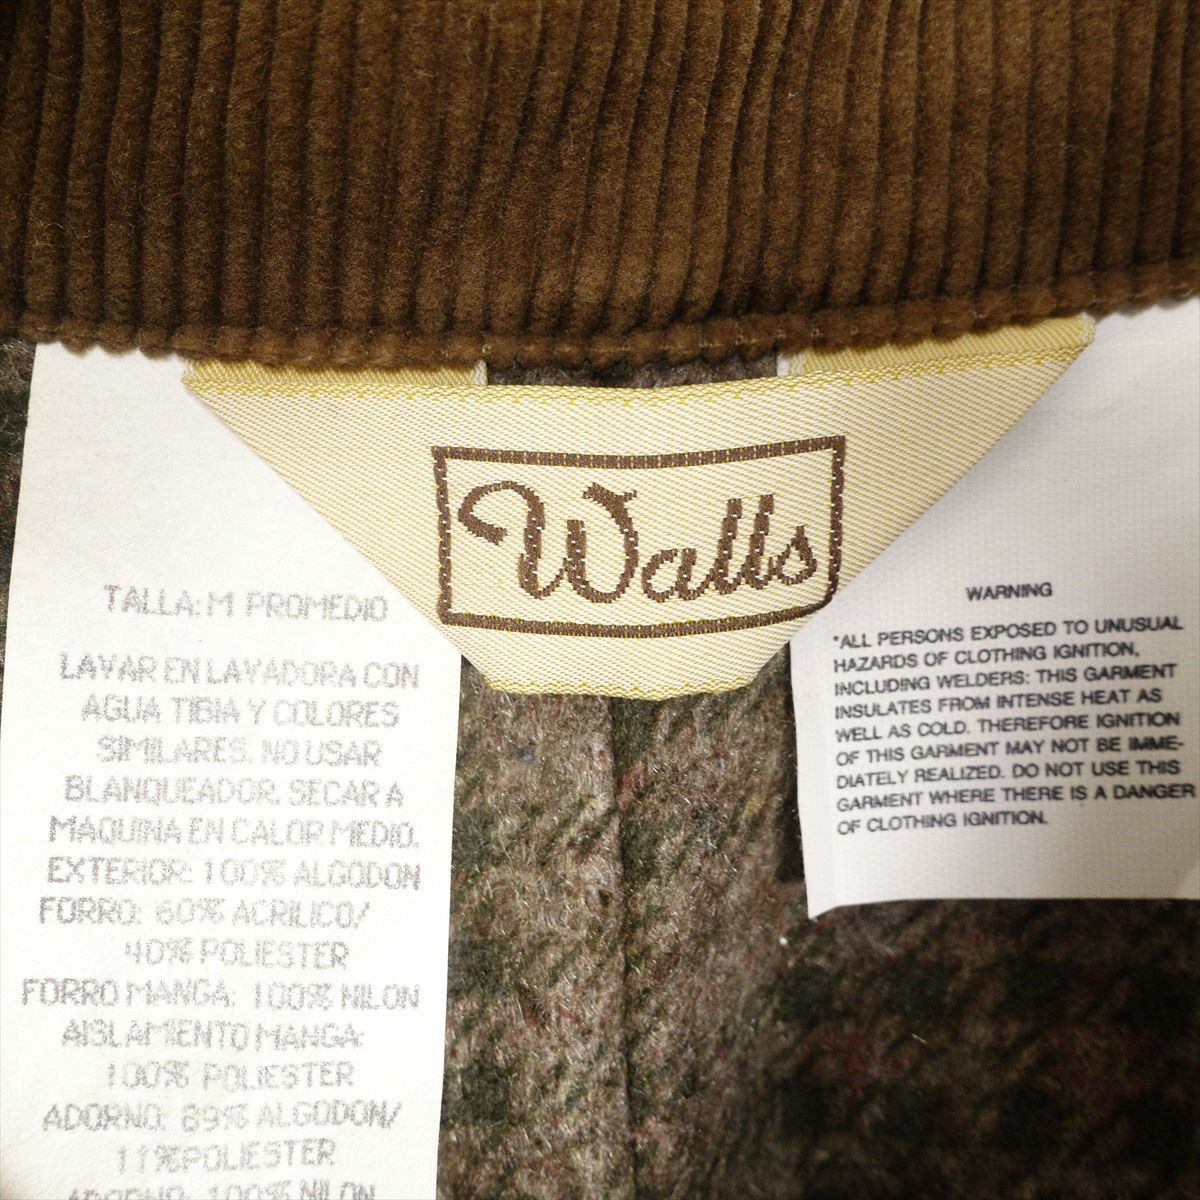 Walls
TALLA: M PROMEDIO
LAVAR EN LAVADORA CON
AGUA TIBIA Y COLORES
SIMILARES. NO USAR
BLANQUEADOR. SECAR A
MAQUINA EN CALOR MEDIO.
EXTERIOR: 100% ALGODON
FORRO: 60% ACRILICO/
40% POLIESTER
FORRO MANGA: 100% NILON
AISLAMIENTO MANGA:
100% POLIESTER
ADORNO: 89% ALGODON/
11% POLIESTER
ADORNO: 100% NILON
WARNING
*ALL PERSONS EXPOSED TO UNUSUAL
HAZARDS OF CLOTHING IGNITION,
INCLUDING WELDERS: THIS GARMENT
INSULATES FROM INTENSE HEAT AS
WELL AS COLD. THEREFORE IGNITION
OF THIS GARMENT MAY NOT BE IMME-
DIATELY REALIZED. DO NOT USE THIS
GARMENT WHERE THERE IS A DANGER
OF CLOTHING IGNITION.